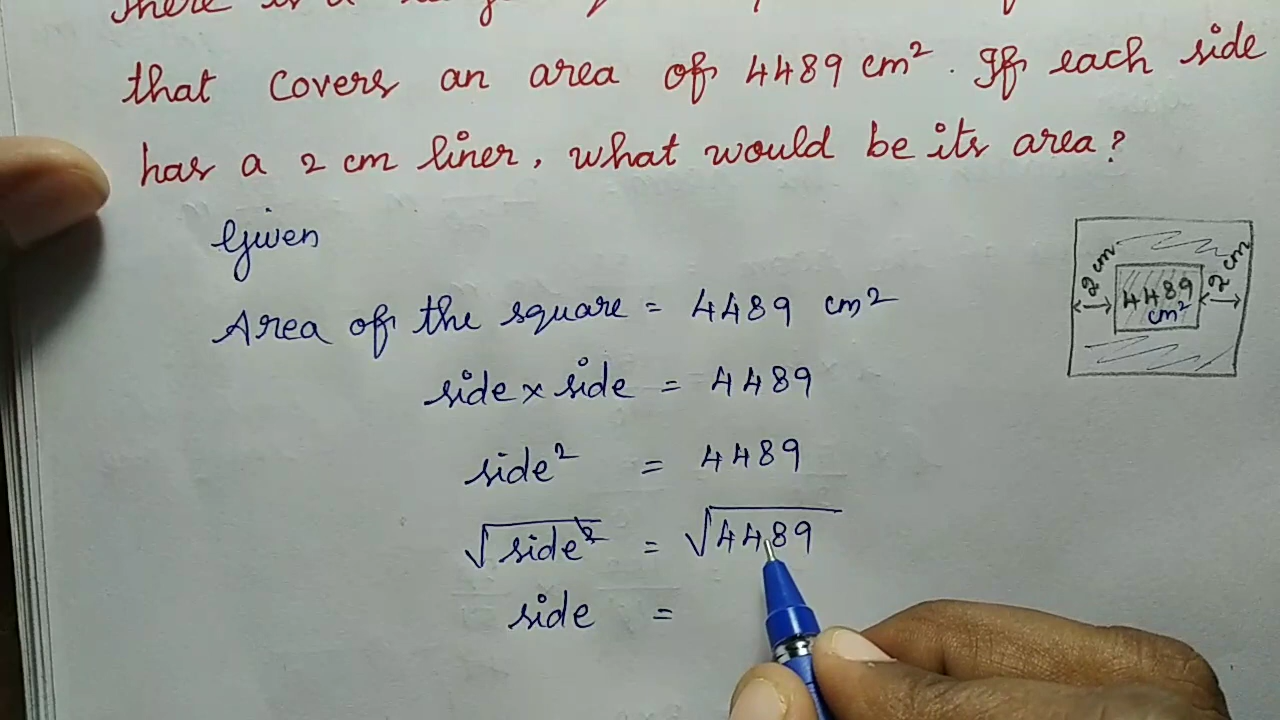 There is a
that covers an area of 4489 cm². If each side
has a 2 cm liner, what would be its area?
Given
Area of the square = 4489 cm²
side × side = 4489
side² = 4489
√side² = √4489
side =
2 cm
4489
cm²
2 cm